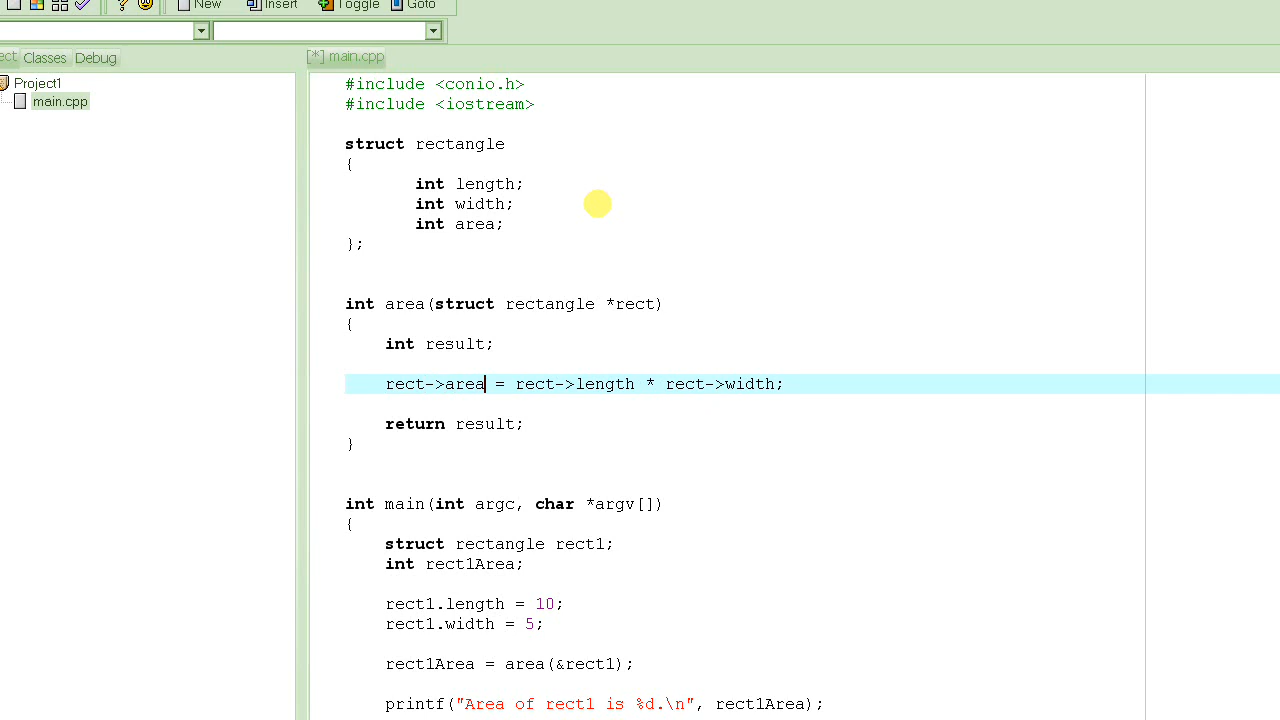 New Insert Toggle Goto
ect Classes Debug [*] main.cpp
Project1
main.cpp
#include <conio.h>
#include <iostream>
struct rectangle
{
int length;
int width;
int area;
};
int area(struct rectangle *rect)
{
int result;
rect->area = rect->length * rect->width;
return result;
}
int main(int argc, char *argv[])
{
struct rectangle rect1;
int rect1Area;
rect1.length = 10;
rect1.width = 5;
rect1Area = area(&rect1);
printf("Area of rect1 is %d.\n", rect1Area);